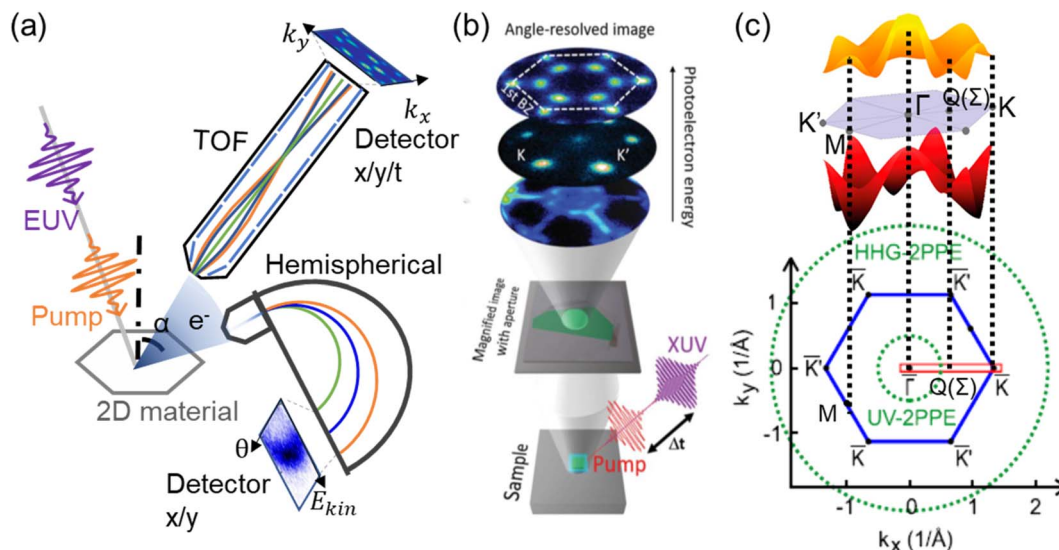 (a)
k_y
k_x
TOF
Detector
x/y/t
EUV
Pump
α
e-
Hemispherical
2D material
θ
E_kin
Detector
x/y
(b)
Angle-resolved image
1st BZ
K
K'
Photoelectron energy
Magnified image
with aperture
XUV
Pump
Δt
Sample
(c)
K'
M
Γ
Q(Σ)
K
HHG-2PPE
K̅
K̅'
K̅'
Γ̅
Q(Σ)
K̅
M
UV-2PPE
K̅
K̅'
k_y (1/Å)
1
0
-1
-1
0
1
2
k_x (1/Å)